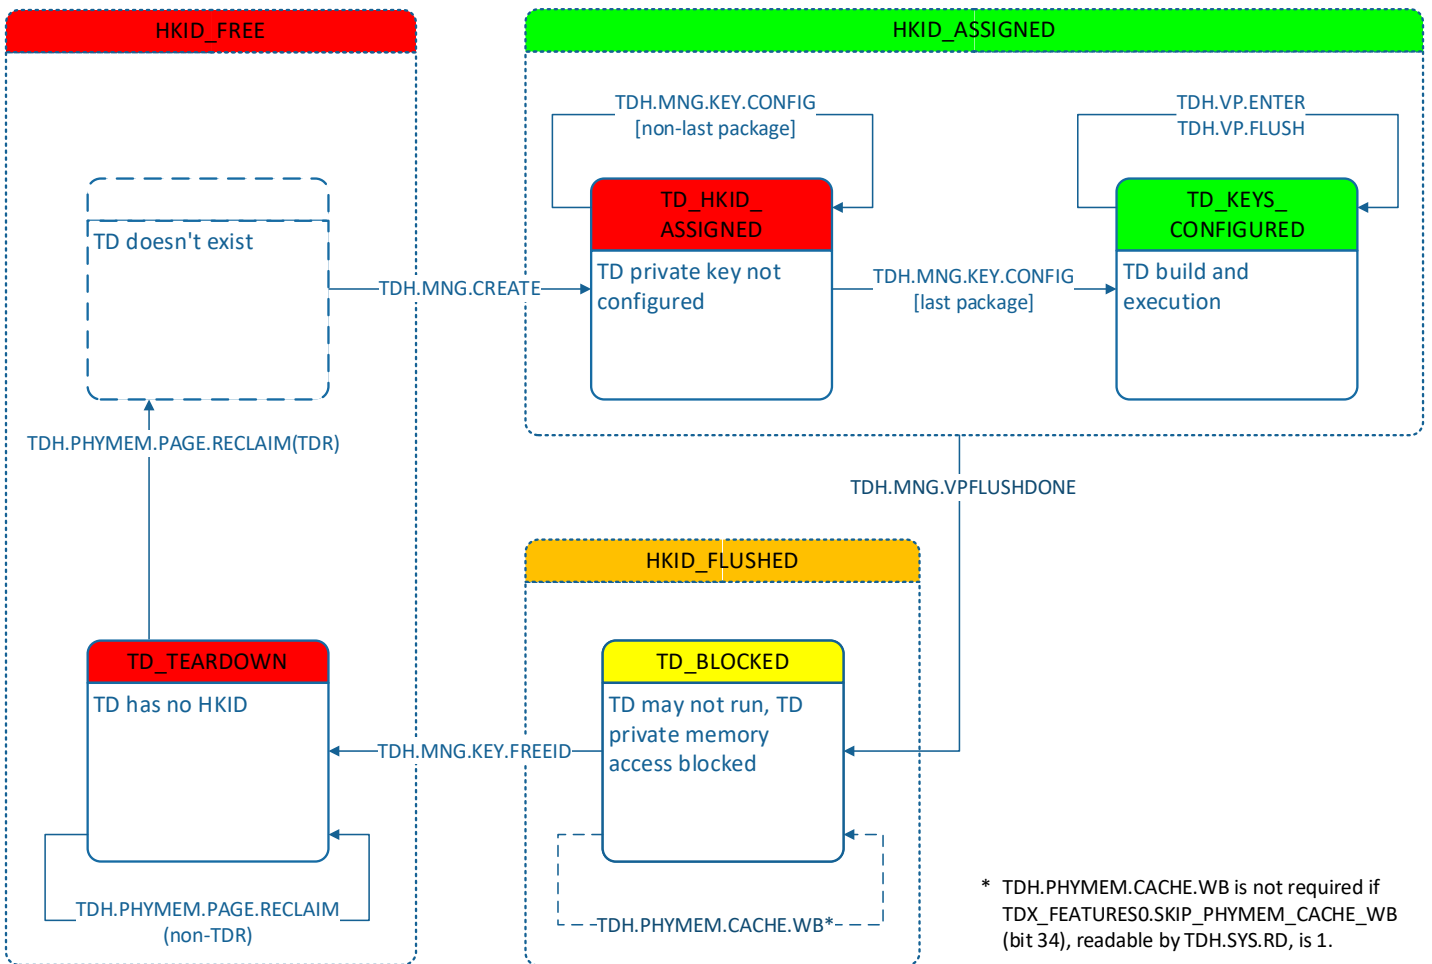 HKID_FREE
HKID_ASSIGNED
TDH.MNG.KEY.CONFIG
[non-last package]
TDH.VP.ENTER
TDH.VP.FLUSH
TD doesn't exist
TD_HKID_
ASSIGNED
TD private key not
configured
TD_KEYS_
CONFIGURED
TD build and
execution
TDH.MNG.CREATE
TDH.MNG.KEY.CONFIG
[last package]
TDH.PHYMEM.PAGE.RECLAIM(TDR)
TDH.MNG.VPFLUSHDONE
HKID_FLUSHED
TD_TEARDOWN
TD has no HKID
TD_BLOCKED
TD may not run, TD
private memory
access blocked
TDH.MNG.KEY.FREEID
TDH.PHYMEM.PAGE.RECLAIM
(non-TDR)
TDH.PHYMEM.CACHE.WB*
* TDH.PHYMEM.CACHE.WB is not required if
TDX_FEATURES0.SKIP_PHYMEM_CACHE_WB
(bit 34), readable by TDH.SYS.RD, is 1.